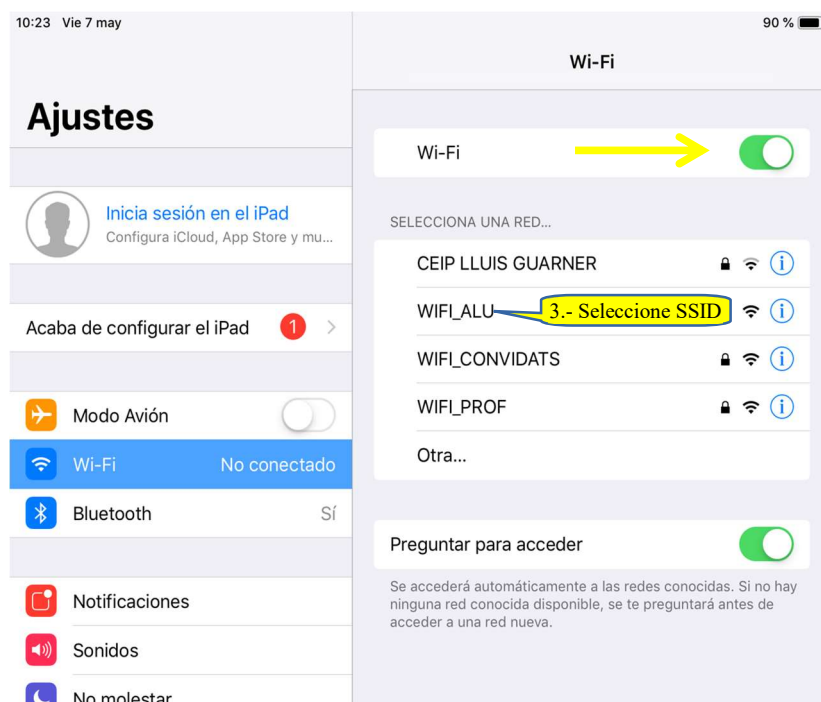 10:23 Vie 7 may
90 %
Wi-Fi
Ajustes
Wi-Fi
Inicia sesión en el iPad
Configura iCloud, App Store y mu...
SELECCIONA UNA RED...
CEIP LLUIS GUARNER
WIFI_ALU
3.- Seleccione SSID
Acaba de configurar el iPad
1
WIFI_CONVIDATS
WIFI_PROF
Modo Avión
Otra...
Wi-Fi
No conectado
Bluetooth
Sí
Preguntar para acceder
Se accederá automáticamente a las redes conocidas. Si no hay
ninguna red conocida disponible, se te preguntará antes de
acceder a una red nueva.
Notificaciones
Sonidos
No molestar